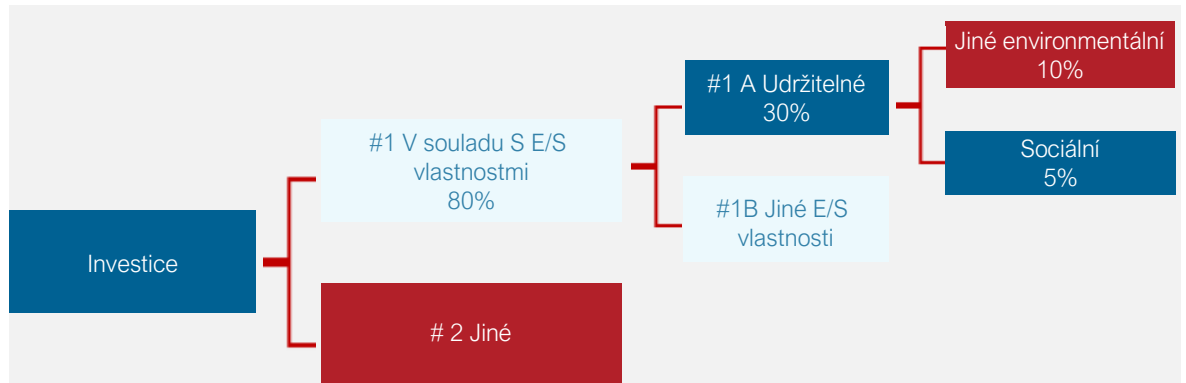 Investice
#1 V souladu S E/S
vlastnostmi
80%
# 2 Jiné
#1 A Udržitelné
30%
#1B Jiné E/S
vlastnosti
Jiné environmentální
10%
Sociální
5%